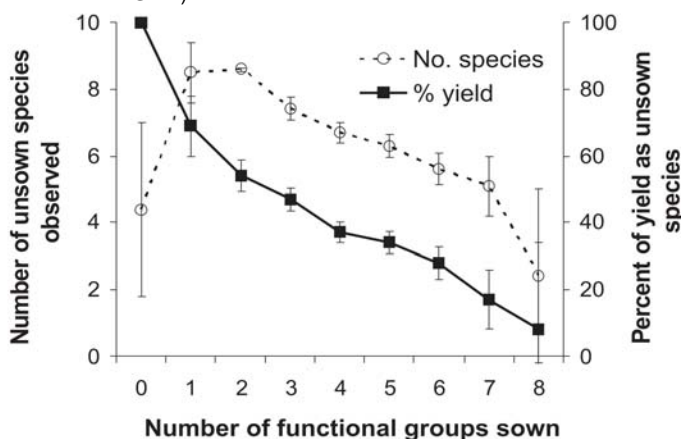 10
8
6
4
2
0
Number of unsown species
observed
No. species
% yield
100
80
60
40
20
0
Percent of yield as unsown
species
0 1 2 3 4 5 6 7 8
Number of functional groups sown